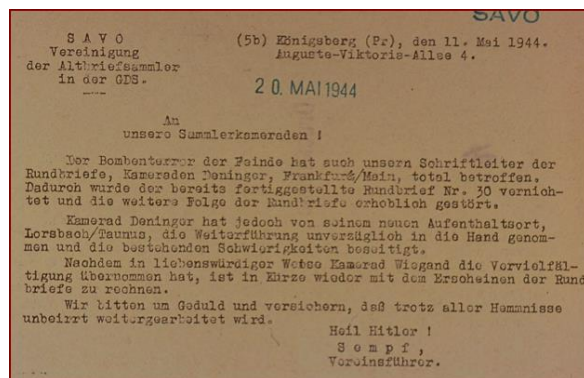 SAVO
S A V O
Vereinigung
der Altbriefsammler
in der GDS.
(5b) Königsberg (Pr), den 11. Mai 1944.
Auguste-Viktoria-Allee 4.
20. MAI 1944
An
unsere Sammlerkameraden !
Der Bombenterror der Feinde hat auch unsern Schriftleiter der
Rundbriefe, Kameraden Deninger, Frankfurt/Mein, total betroffen.
Dadurch wurde der bereits fertiggestellte Rundbrief Nr. 30 vernich-
tet und die weitere Folge der Rundbriefe erheblich gestört.
Kamerad Deninger hat jedoch von seinem neuen Aufenthaltsort,
Lorsbach/Taunus, die Weiterführung unverzüglich in die Hand genom-
men und die bestehenden Schwierigkeiten beseitigt.
Nachdem in liebenswürdiger Weise Kamerad Wiegand die Vervielfäl-
tigung übernommen hat, ist in Kürze wieder mit dem Erscheinen der Rund
briefe zu rechnen.
Wir bitten um Geduld und versichern, daß trotz aller Hemmnisse
unbeirrt weitergearbeitet wird.
Heil Hitler !
S e m p f ,
Vereinsführer.